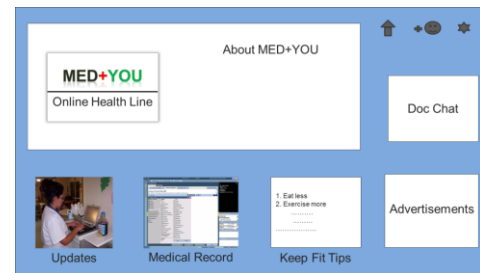 About MED+YOU
MED+YOU
Online Health Line
Doc Chat
1. Eat less
2. Exercise more
..........
..........
..................
Advertisements
Updates
Medical Record
Keep Fit Tips